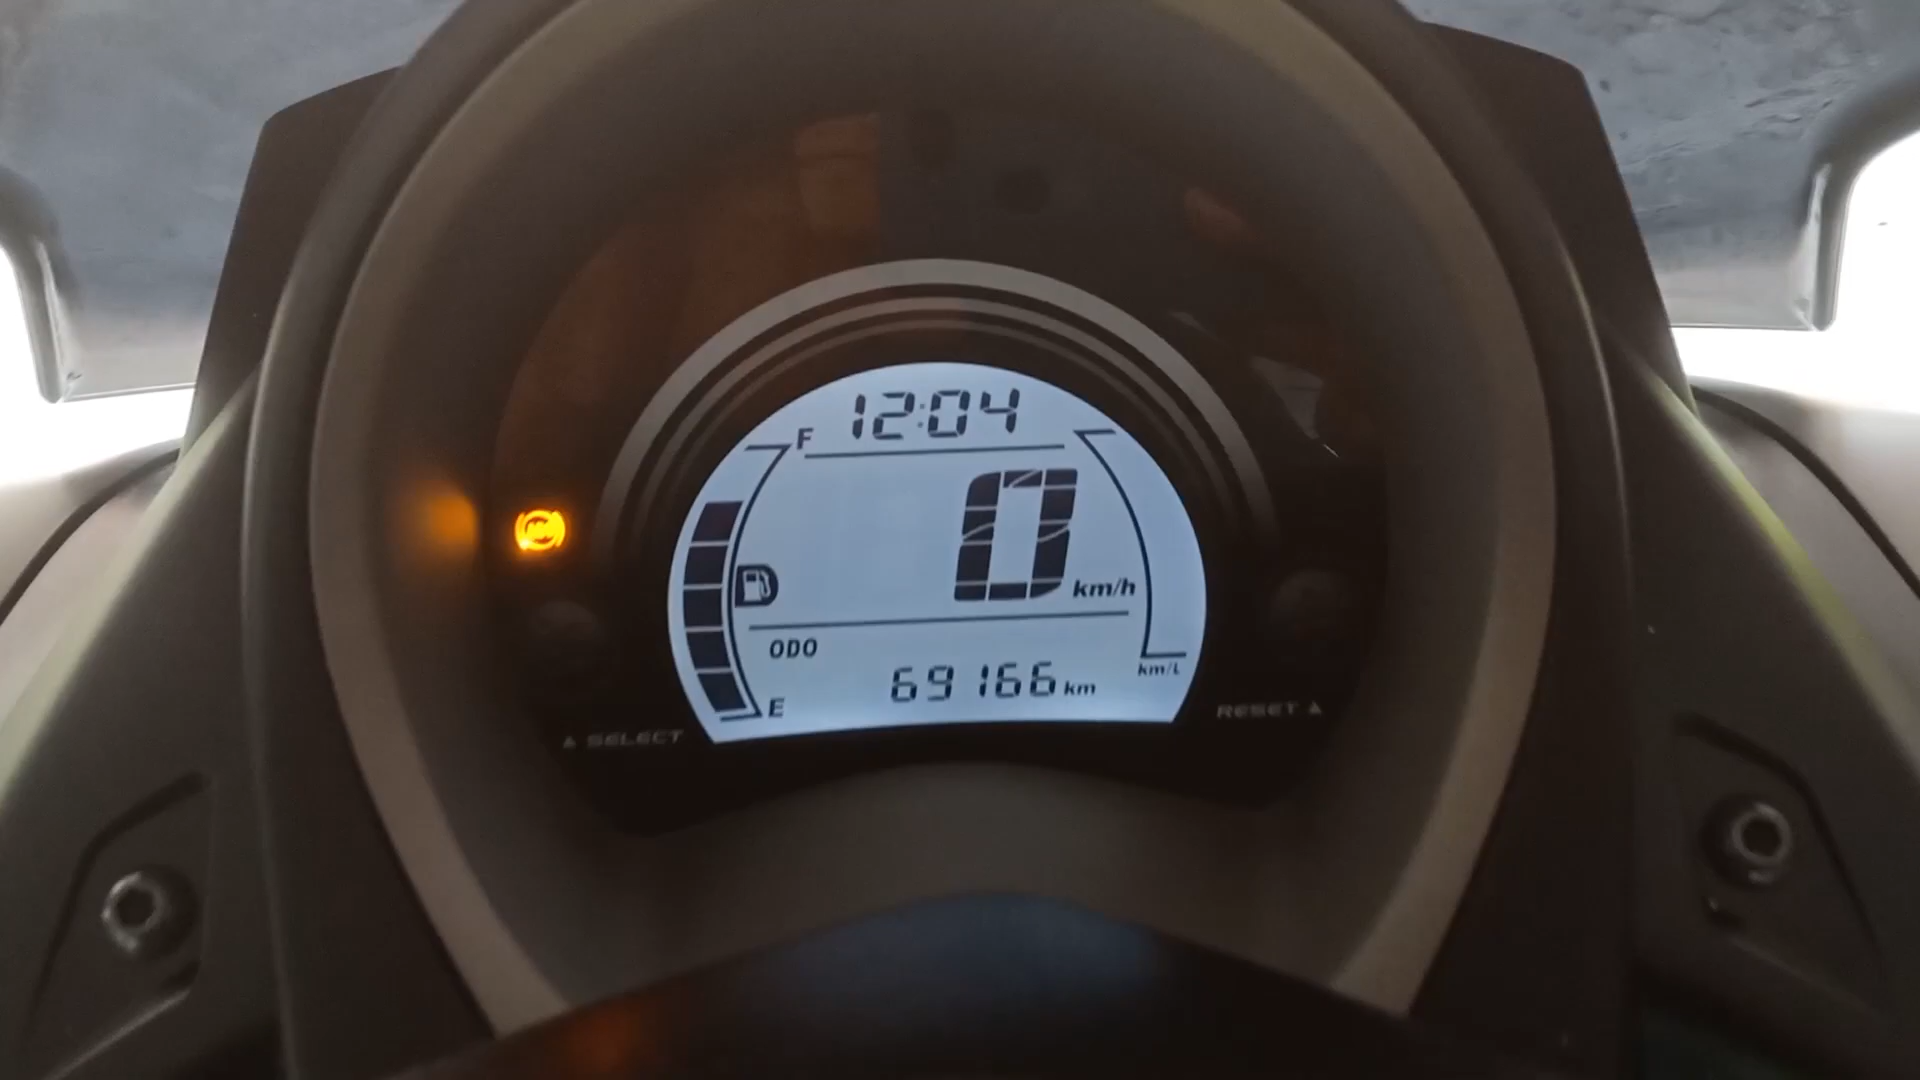 12:04
F
0 km/h
ODO
69166 km
km/L
E
▲ SELECT
RESET ▲